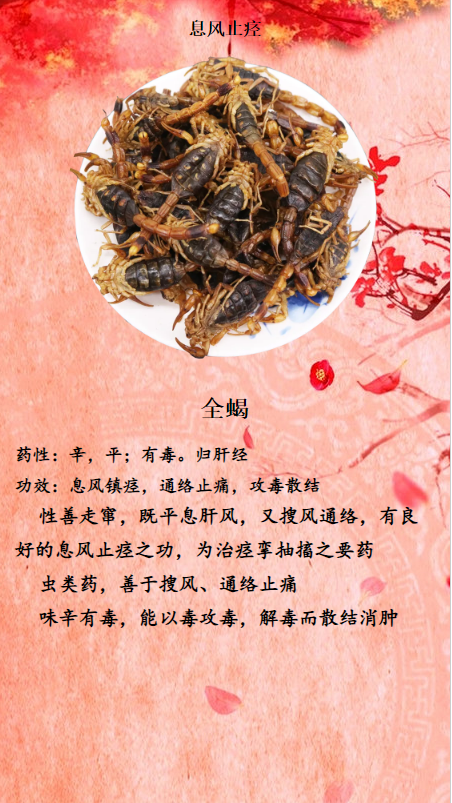 息风止痉
全蝎
药性：辛，平；有毒。归肝经
功效：息风镇痉，通络止痛，攻毒散结
性善走窜，既平息肝风，又搜风通络，有良
好的息风止痉之功，为治痉挛抽搐之要药
虫类药，善于搜风、通络止痛
味辛有毒，能以毒攻毒，解毒而散结消肿